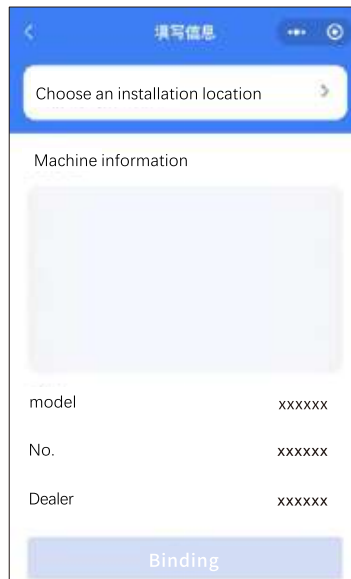 填写信息
Choose an installation location
Machine information
model xxxxxx
No. xxxxxx
Dealer xxxxxx
Binding